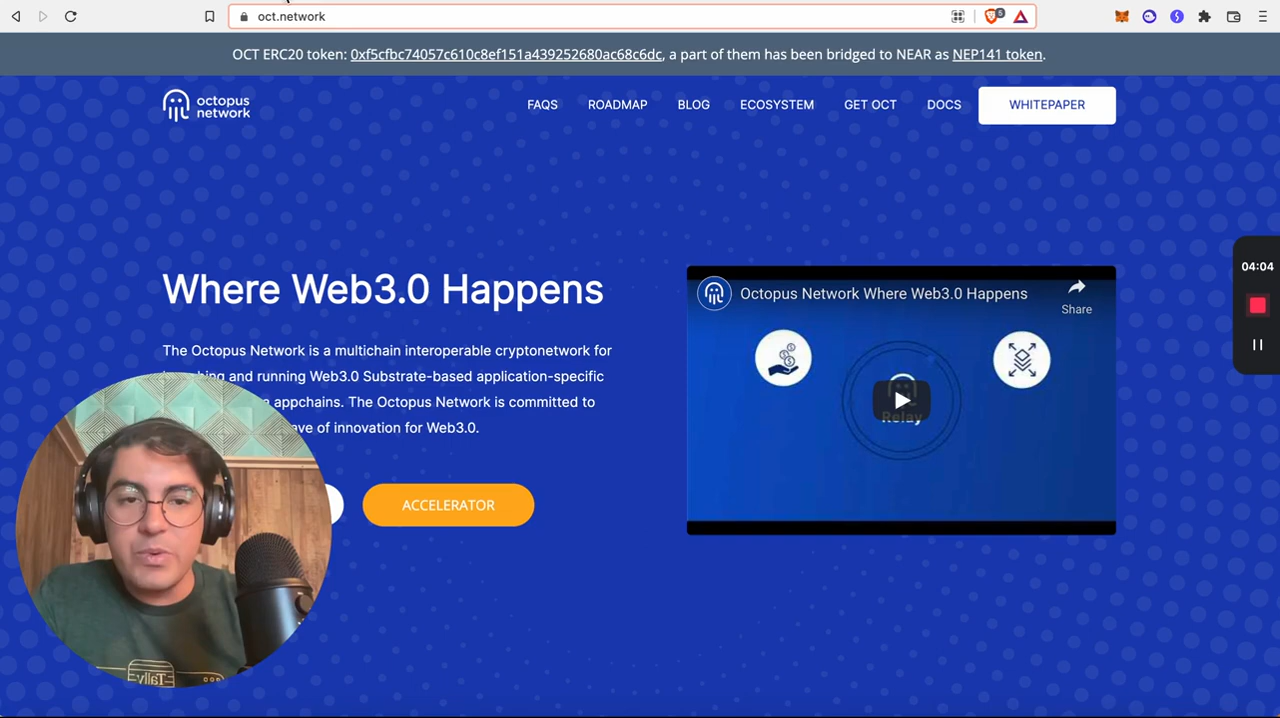 oct.network
5
OCT ERC20 token: 0xf5cfbc74057c610c8ef151a439252680ac68c6dc, a part of them has been bridged to NEAR as NEP141 token.
octopus
network
FAQS
ROADMAP
BLOG
ECOSYSTEM
GET OCT
DOCS
WHITEPAPER
04:04
Where Web3.0 Happens
Octopus Network Where Web3.0 Happens
Share
The Octopus Network is a multichain interoperable cryptonetwork for
and running Web3.0 Substrate-based application-specific
appchains. The Octopus Network is committed to
of innovation for Web3.0.
Relay
ACCELERATOR
Tally